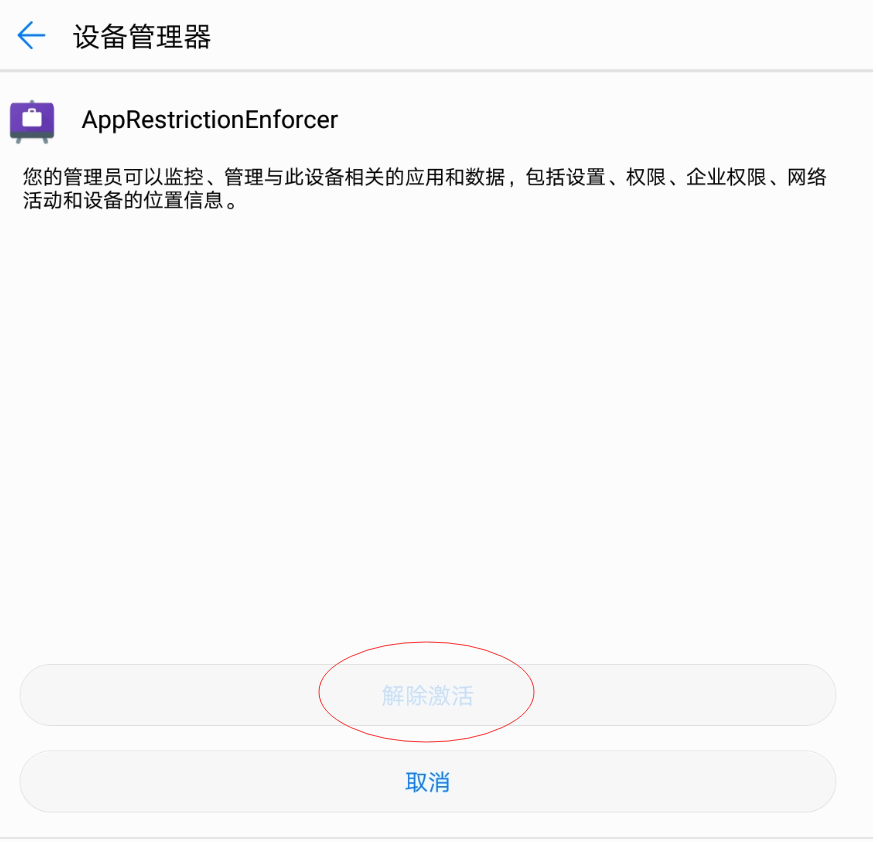 设备管理器
AppRestrictionEnforcer
您的管理员可以监控、管理与此设备相关的应用和数据，包括设置、权限、企业权限、网络
活动和设备的位置信息。
解除激活
取消